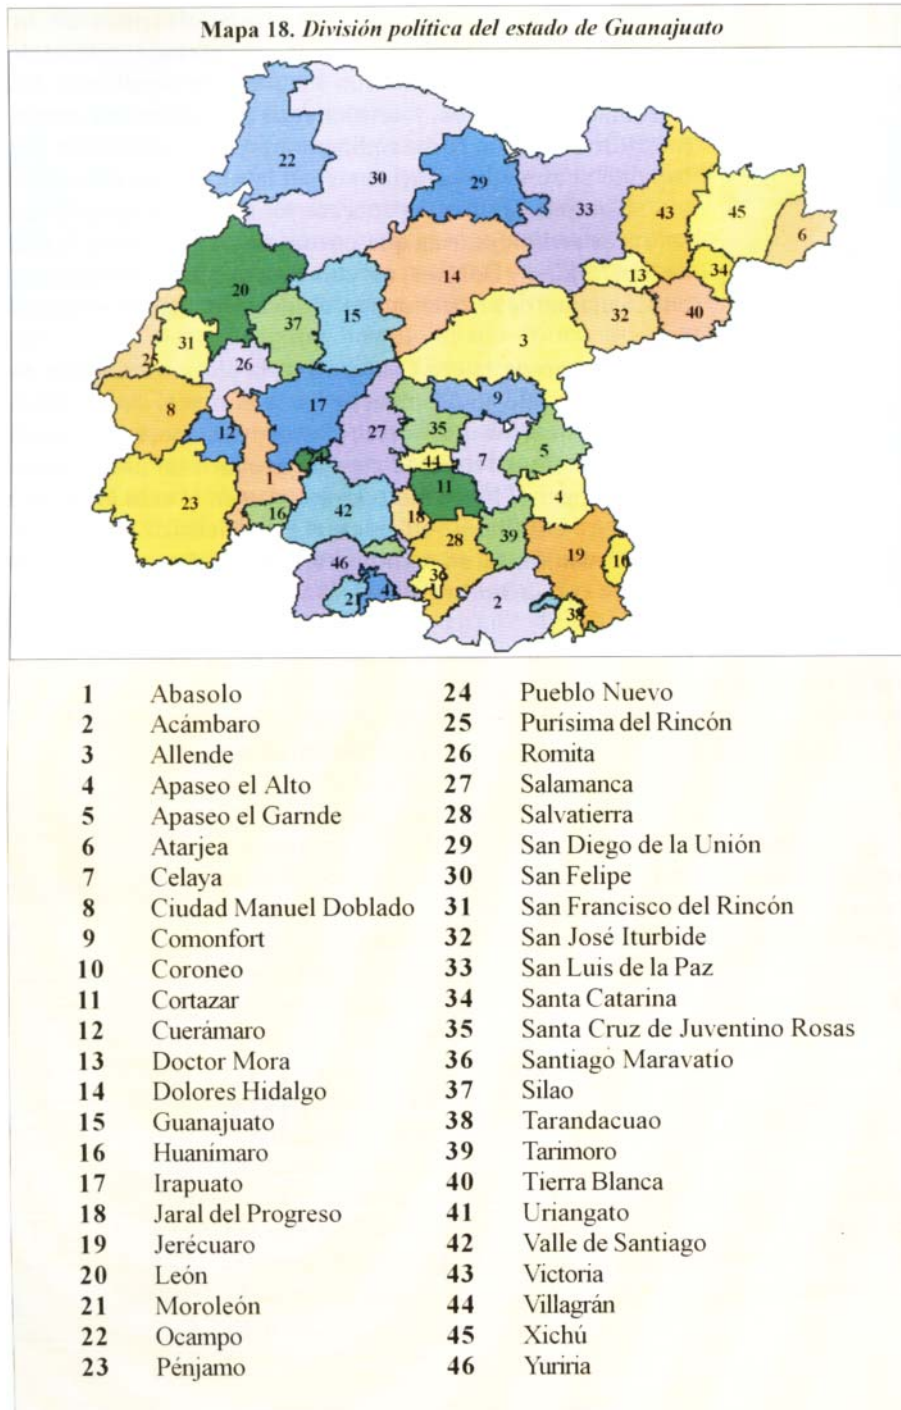 Mapa 18. División política del estado de Guanajuato
22
30
29
33
43
45
6
20
14
13
34
15
37
31
32
40
25
26
3
8
17
9
12
27
35
5
24
44
7
1
11
23
4
16
42
18
28
39
46
19
10
36
21
41
2
38
1 Abasolo
2 Acámbaro
3 Allende
4 Apaseo el Alto
5 Apaseo el Garnde
6 Atarjea
7 Celaya
8 Ciudad Manuel Doblado
9 Comonfort
10 Coroneo
11 Cortazar
12 Cuerámaro
13 Doctor Mora
14 Dolores Hidalgo
15 Guanajuato
16 Huanímaro
17 Irapuato
18 Jaral del Progreso
19 Jerécuaro
20 León
21 Moroleón
22 Ocampo
23 Pénjamo
24 Pueblo Nuevo
25 Purísima del Rincón
26 Romita
27 Salamanca
28 Salvatierra
29 San Diego de la Unión
30 San Felipe
31 San Francisco del Rincón
32 San José Iturbide
33 San Luis de la Paz
34 Santa Catarina
35 Santa Cruz de Juventino Rosas
36 Santiago Maravatío
37 Silao
38 Tarandacuao
39 Tarimoro
40 Tierra Blanca
41 Uriangato
42 Valle de Santiago
43 Victoria
44 Villagrán
45 Xichú
46 Yuriria